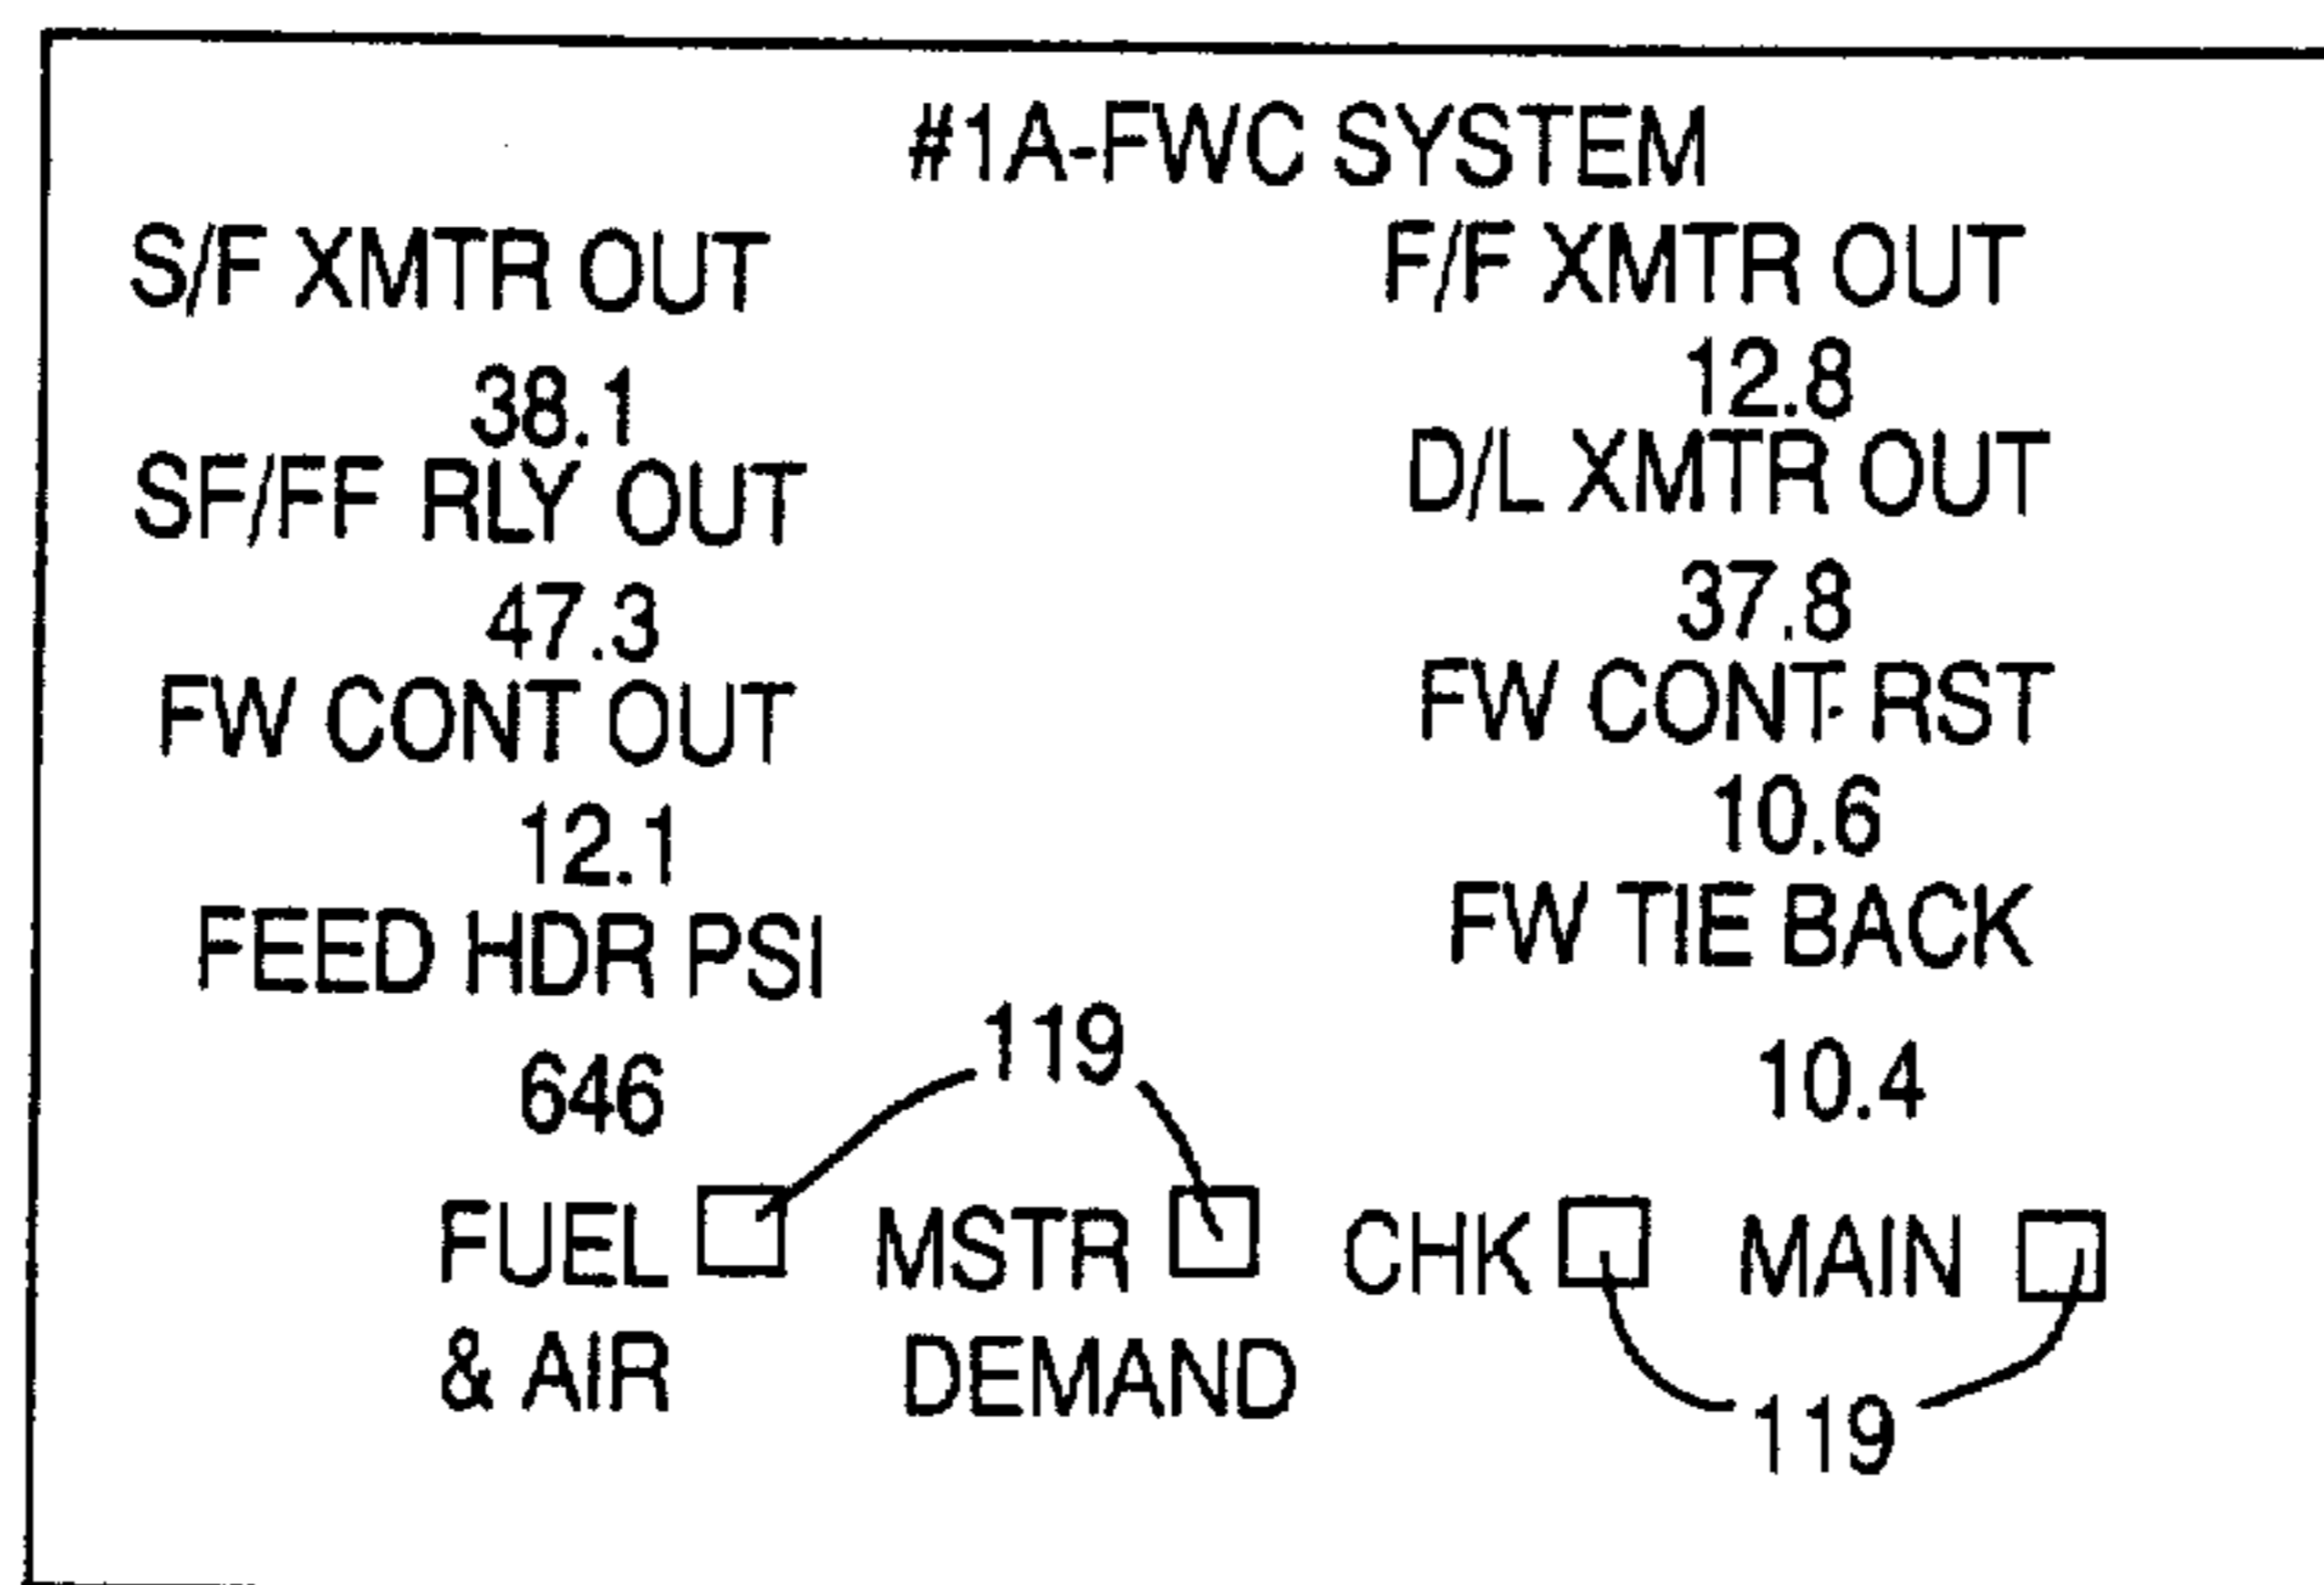 #1A-FWC SYSTEM
S/F XMTR OUT F/F XMTR OUT
38.1 12.8
SF/FF RLY OUT D/L XMTR OUT
47.3 37.8
FW CONT OUT FW CONT RST
12.1 10.6
FEED HDR PSI FW TIE BACK
119
646 10.4
FUEL MSTR CHK MAIN
& AIR DEMAND
119